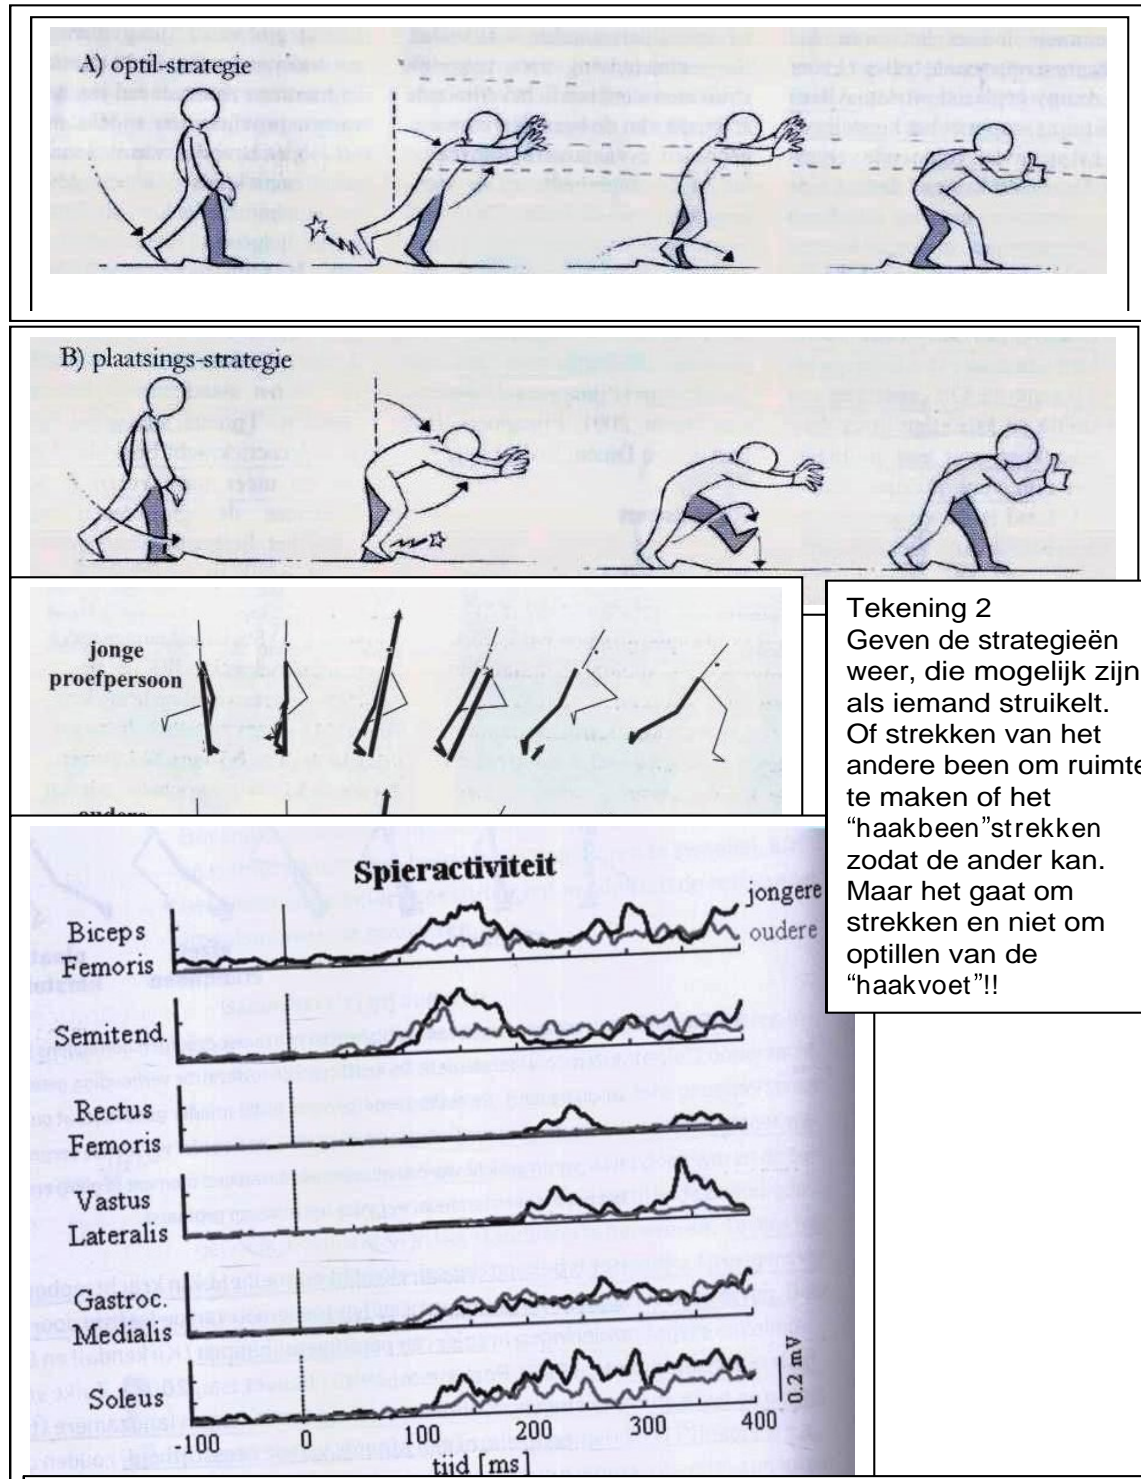 A) optil-strategie
B) plaatsings-strategie
jonge
proefpersoon
Tekening 2
Geven de strategieën
weer, die mogelijk zijn
als iemand struikelt.
Of strekken van het
andere been om ruimte
te maken of het
“haakbeen”strekken
zodat de ander kan.
Maar het gaat om
strekken en niet om
optillen van de
“haakvoet”!!
Spieractiviteit
jongere
oudere
Biceps
Femoris
Semitend.
Rectus
Femoris
Vastus
Lateralis
Gastroc.
Medialis
Soleus
0.2 mV
-100 0 100 200 300 400
tijd [ms]